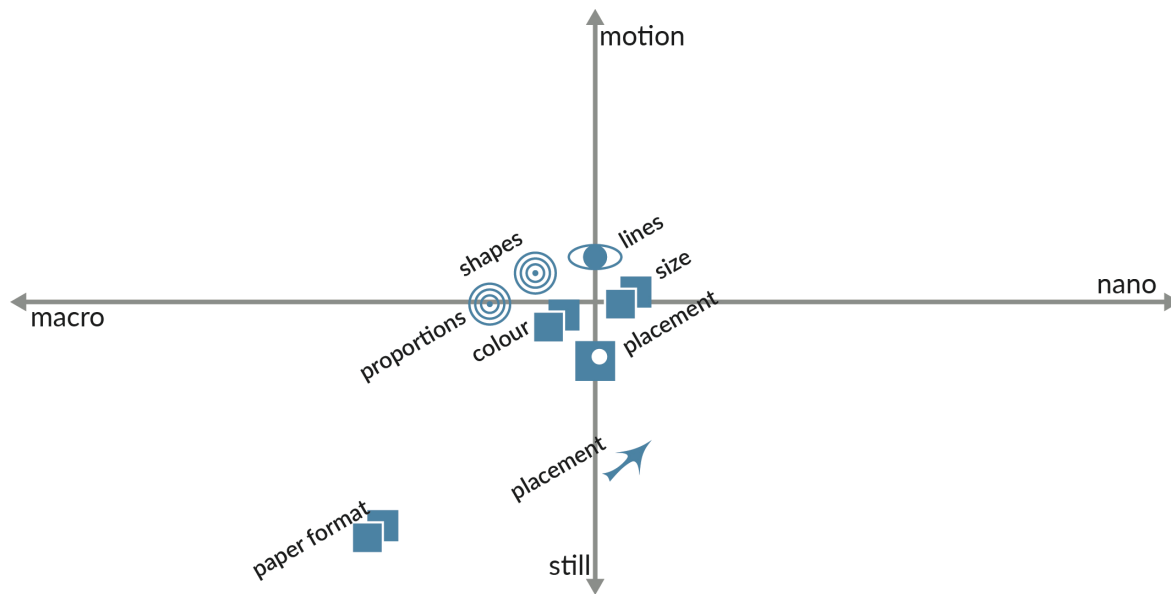 motion
lines
shapes
size
nano
macro
proportions
colour
placement
placement
paper format
still